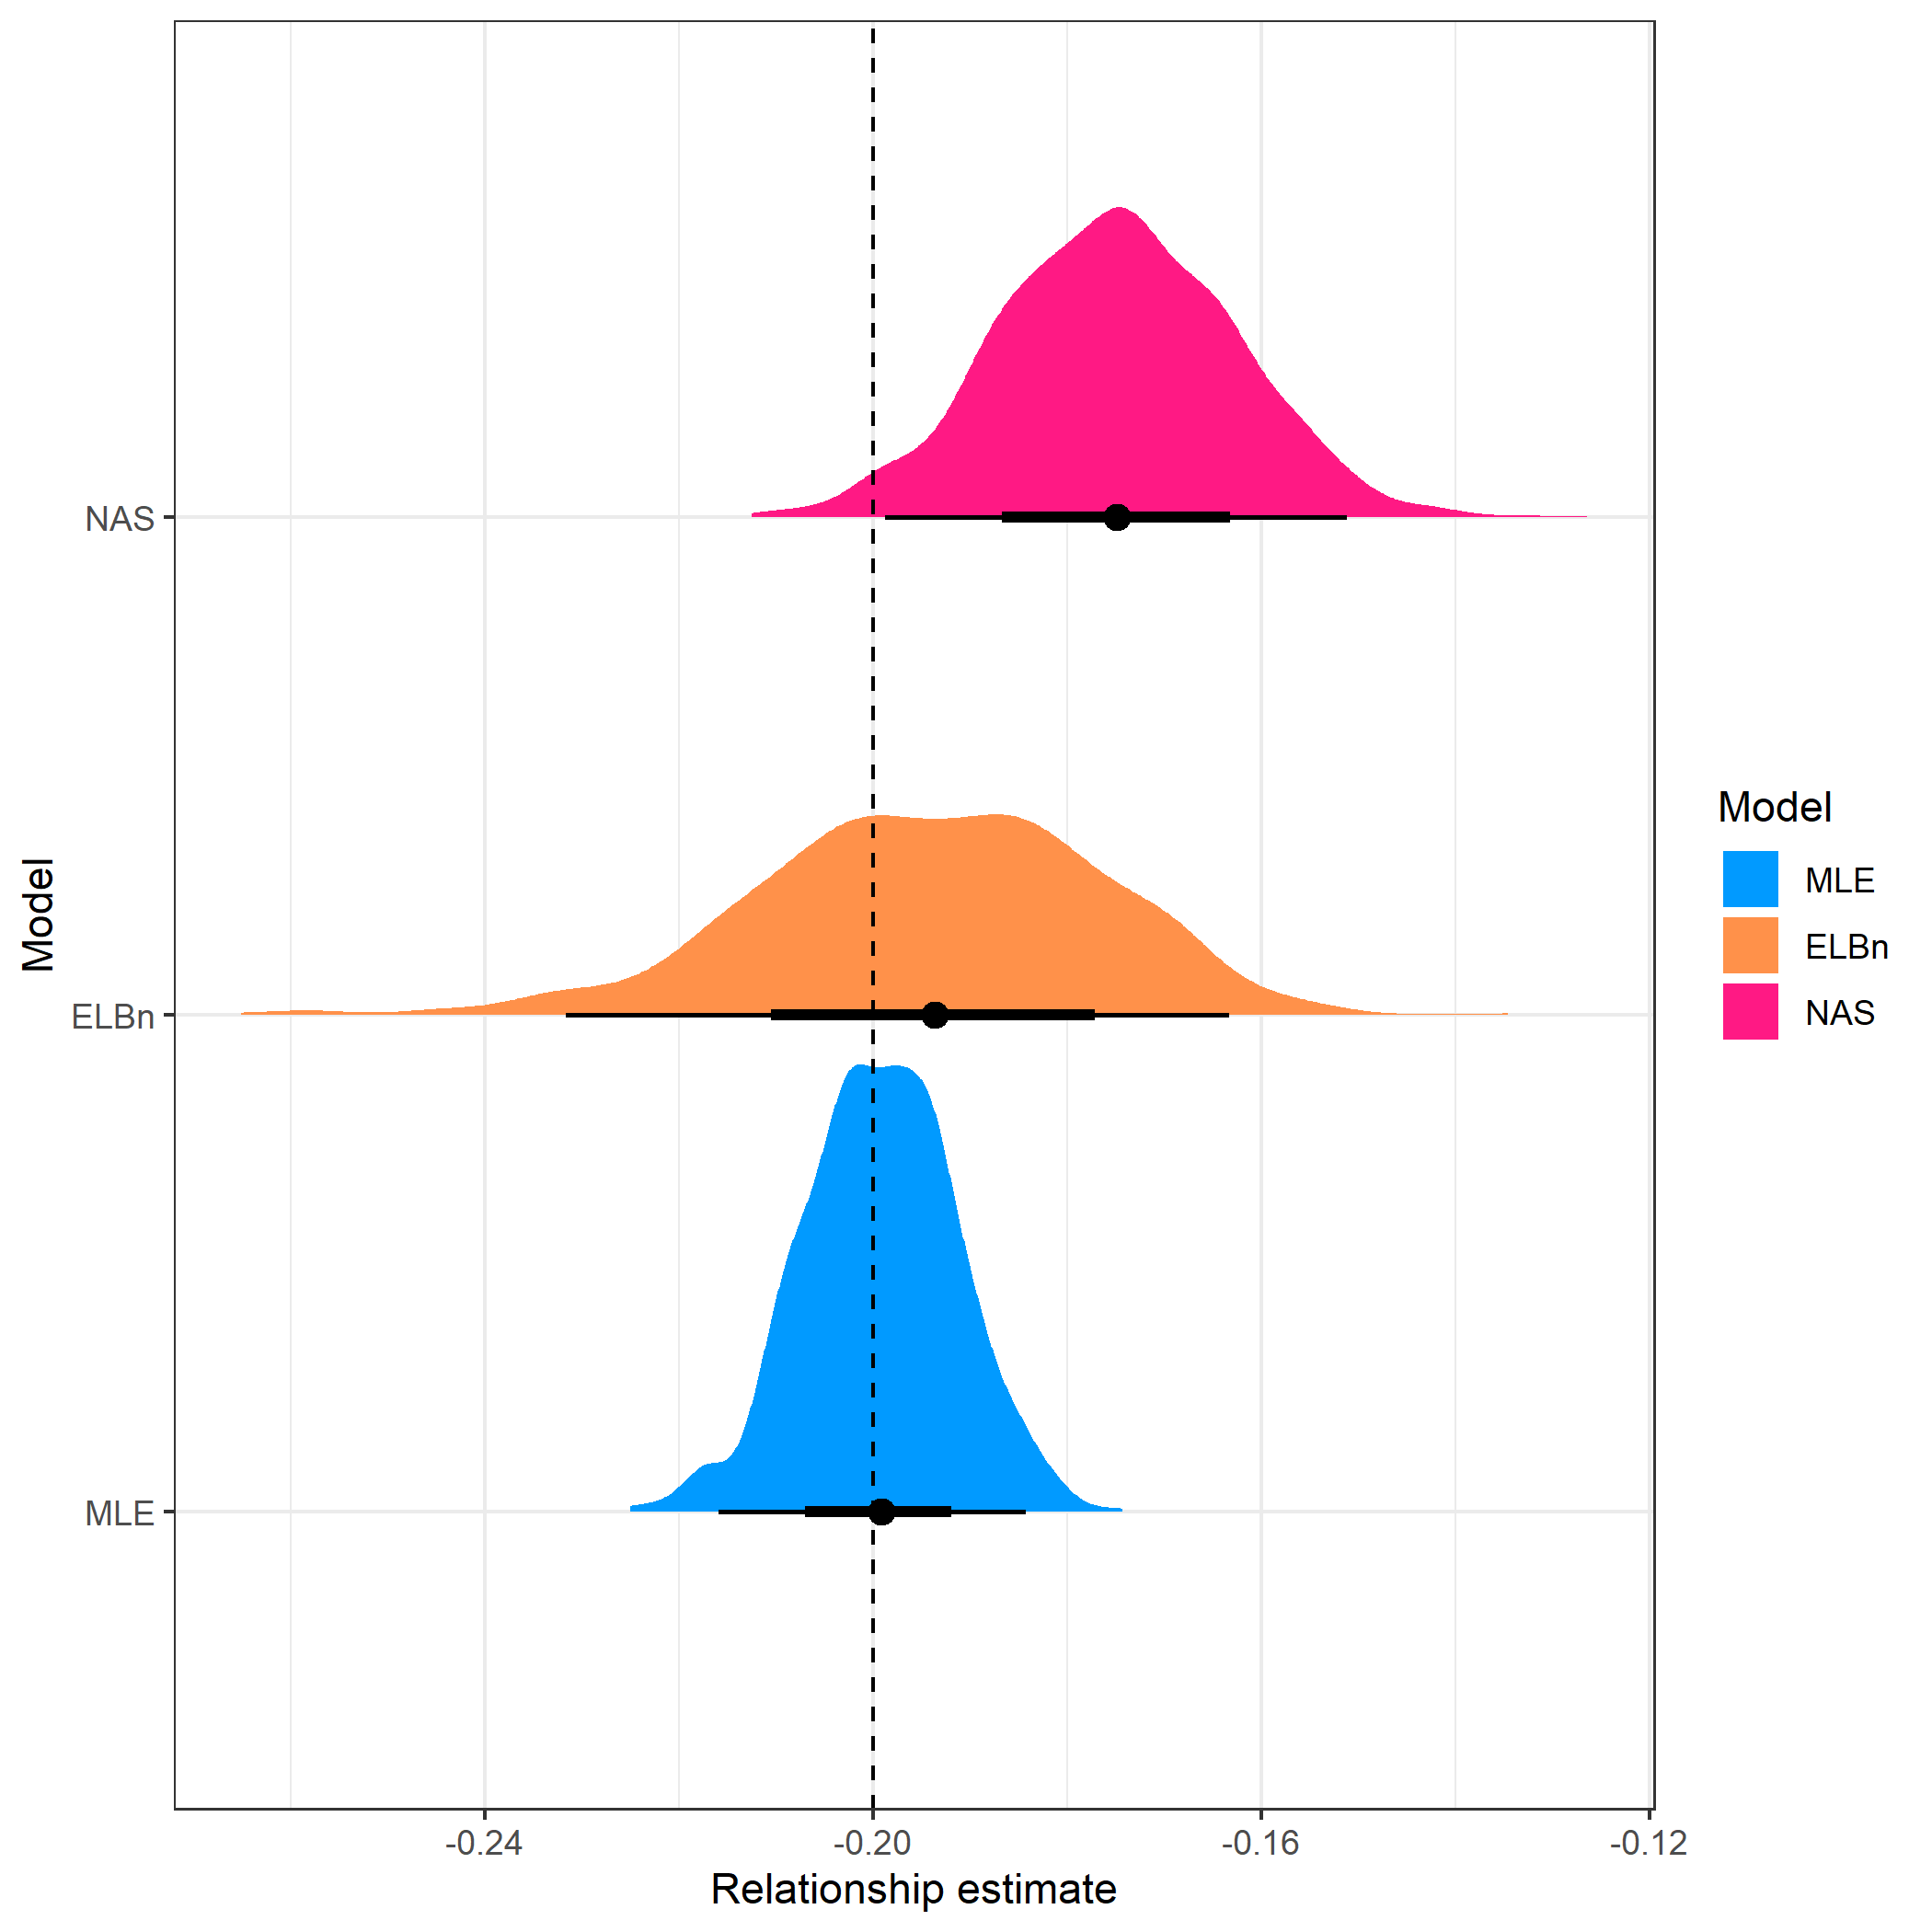 Model
NAS
ELBn
MLE
-0.24
-0.20
-0.16
-0.12
Relationship estimate
Model
MLE
ELBn
NAS